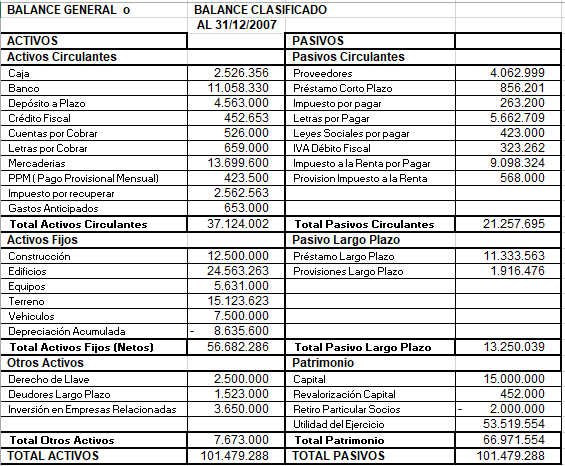 BALANCE GENERAL o BALANCE CLASIFICADO
AL 31/12/2007
ACTIVOS PASIVOS
Activos Circulantes Pasivos Circulantes
Caja 2.526.356 Proveedores 4.062.999
Banco 11.058.330 Préstamo Corto Plazo 856.201
Depósito a Plazo 4.563.000 Impuesto por pagar 263.200
Crédito Fiscal 452.653 Letras por Pagar 5.662.709
Cuentas por Cobrar 526.000 Leyes Sociales por pagar 423.000
Letras por Cobrar 659.000 IVA Débito Fiscal 323.262
Mercaderias 13.699.600 Impuesto a la Renta por Pagar 9.098.324
PPM ( Pago Provisional Mensual) 423.500 Provision Impuesto a la Renta 568.000
Impuesto por recuperar 2.562.563
Gastos Anticipados 653.000
Total Activos Circulantes 37.124.002 Total Pasivos Circulantes 21.257.695
Activos Fijos Pasivo Largo Plazo
Construcción 12.500.000 Préstamo Largo Plazo 11.333.563
Edificios 24.563.263 Provisiones Largo Plazo 1.916.476
Equipos 5.631.000
Terreno 15.123.623
Vehiculos 7.500.000
Depreciación Acumulada - 8.635.600
Total Activos Fijos (Netos) 56.682.286 Total Pasivo Largo Plazo 13.250.039
Otros Activos Patrimonio
Derecho de Llave 2.500.000 Capital 15.000.000
Deudores Largo Plazo 1.523.000 Revalorización Capital 452.000
Inversión en Empresas Relacionadas 3.650.000 Retiro Particular Socios - 2.000.000
Utilidad del Ejercicio 53.519.554
Total Otros Activos 7.673.000 Total Patrimonio 66.971.554
TOTAL ACTIVOS 101.479.288 TOTAL PASIVOS 101.479.288